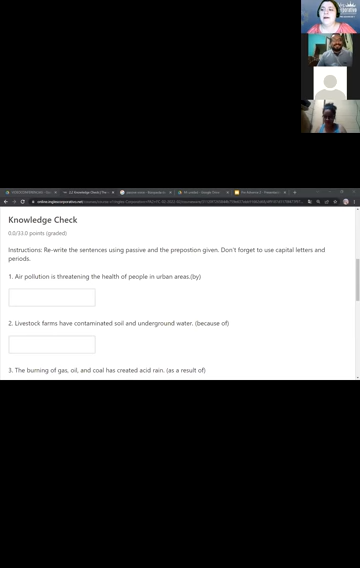 Knowledge Check
0.0/33.0 points (graded)
Instructions: Re-write the sentences using passive and the prepostion given. Don't forget to use capital letters and
periods.
1. Air pollution is threatening the health of people in urban areas.(by)
2. Livestock farms have contaminated soil and underground water. (because of)
3. The burning of gas, oil, and coal has created acid rain. (as a result of)